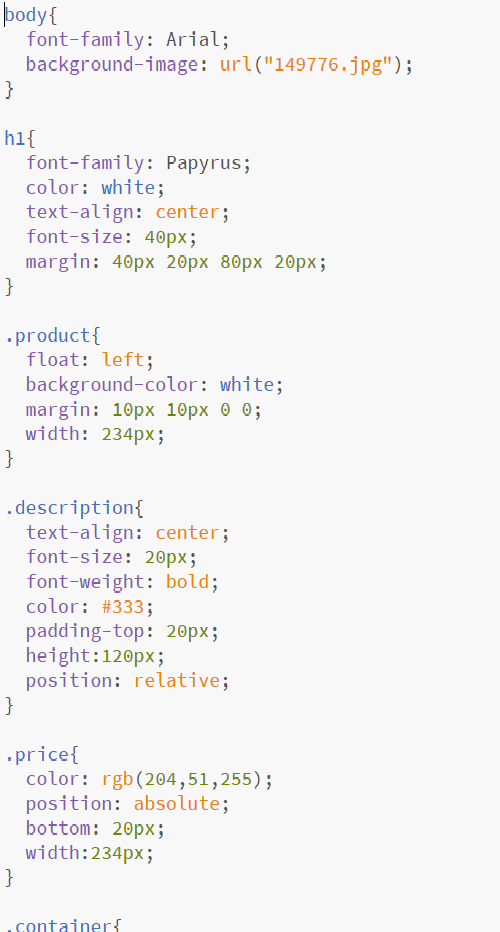 body{
  font-family: Arial;
  background-image: url("149776.jpg");
}

h1{
  font-family: Papyrus;
  color: white;
  text-align: center;
  font-size: 40px;
  margin: 40px 20px 80px 20px;
}

.product{
  float: left;
  background-color: white;
  margin: 10px 10px 0 0;
  width: 234px;
}

.description{
  text-align: center;
  font-size: 20px;
  font-weight: bold;
  color: #333;
  padding-top: 20px;
  height:120px;
  position: relative;
}

.price{
  color: rgb(204,51,255);
  position: absolute;
  bottom: 20px;
  width:234px;
}

.container{